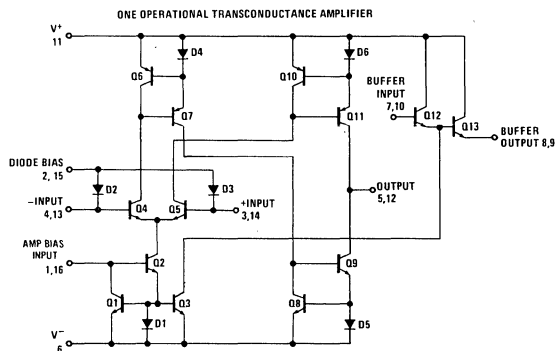 ONE OPERATIONAL TRANSCONDUCTANCE AMPLIFIER
V+
11
D4
D6
Q6
Q10
BUFFER
INPUT
7,10
Q12
Q13
Q7
Q11
BUFFER
OUTPUT 8,9
DIODE BIAS
2, 15
D2
D3
OUTPUT
5,12
−INPUT
4,13
Q4
Q5
+INPUT
3,14
AMP BIAS
INPUT
1,16
Q2
Q9
Q1
Q3
Q8
D1
D5
V−
6